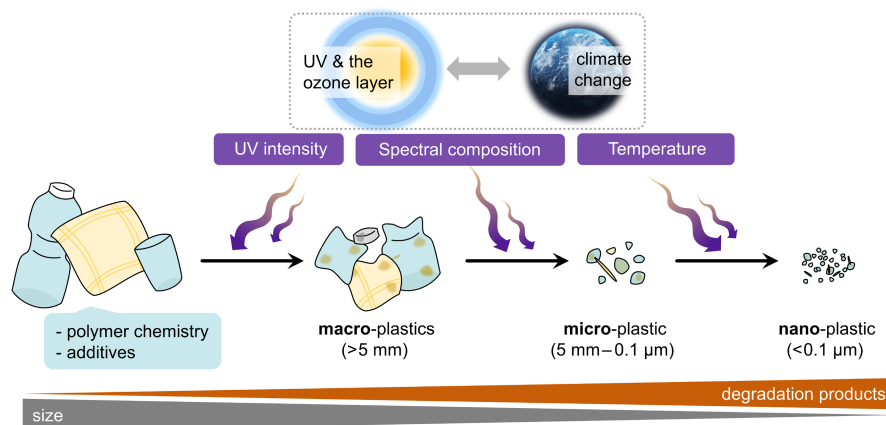 UV & the
ozone layer
climate
change
UV intensity
Spectral composition
Temperature
- polymer chemistry
- additives
macro-plastics
(>5 mm)
micro-plastic
(5 mm–0.1 μm)
nano-plastic
(<0.1 μm)
degradation products
size